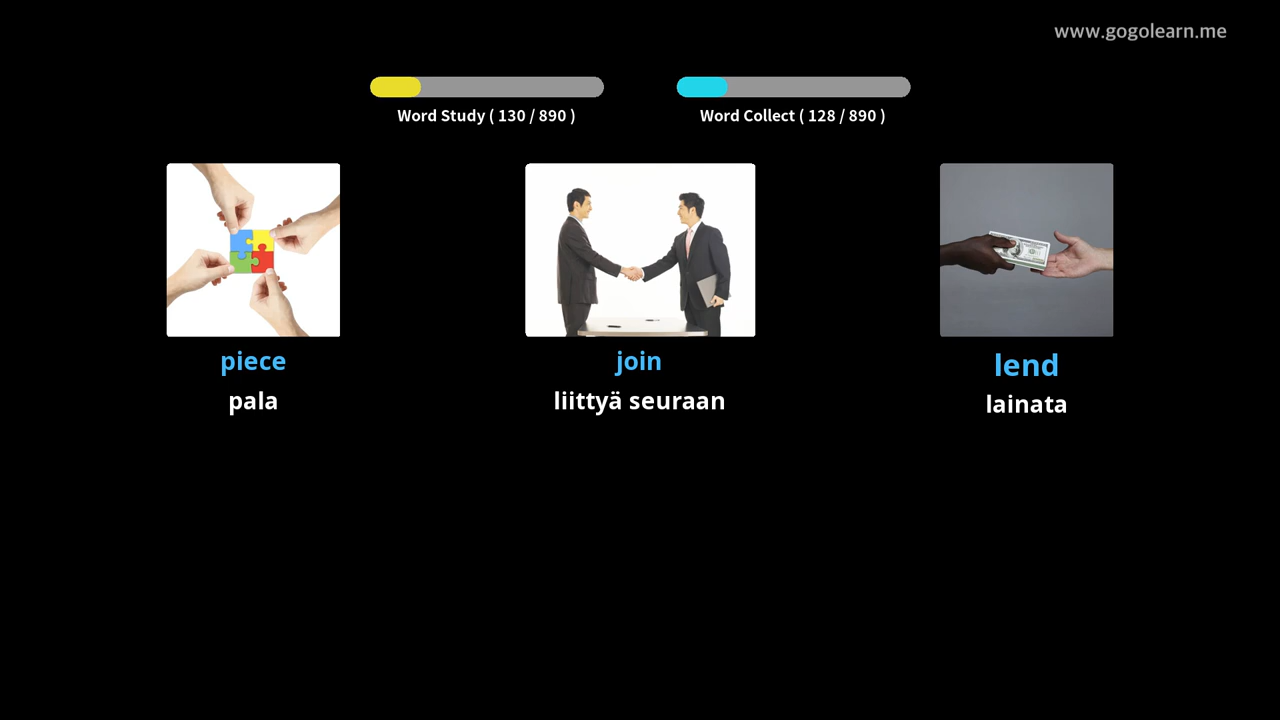 www.gogolearn.me
Word Study ( 130 / 890 )
Word Collect ( 128 / 890 )
piece
join
lend
pala
liittyä seuraan
lainata